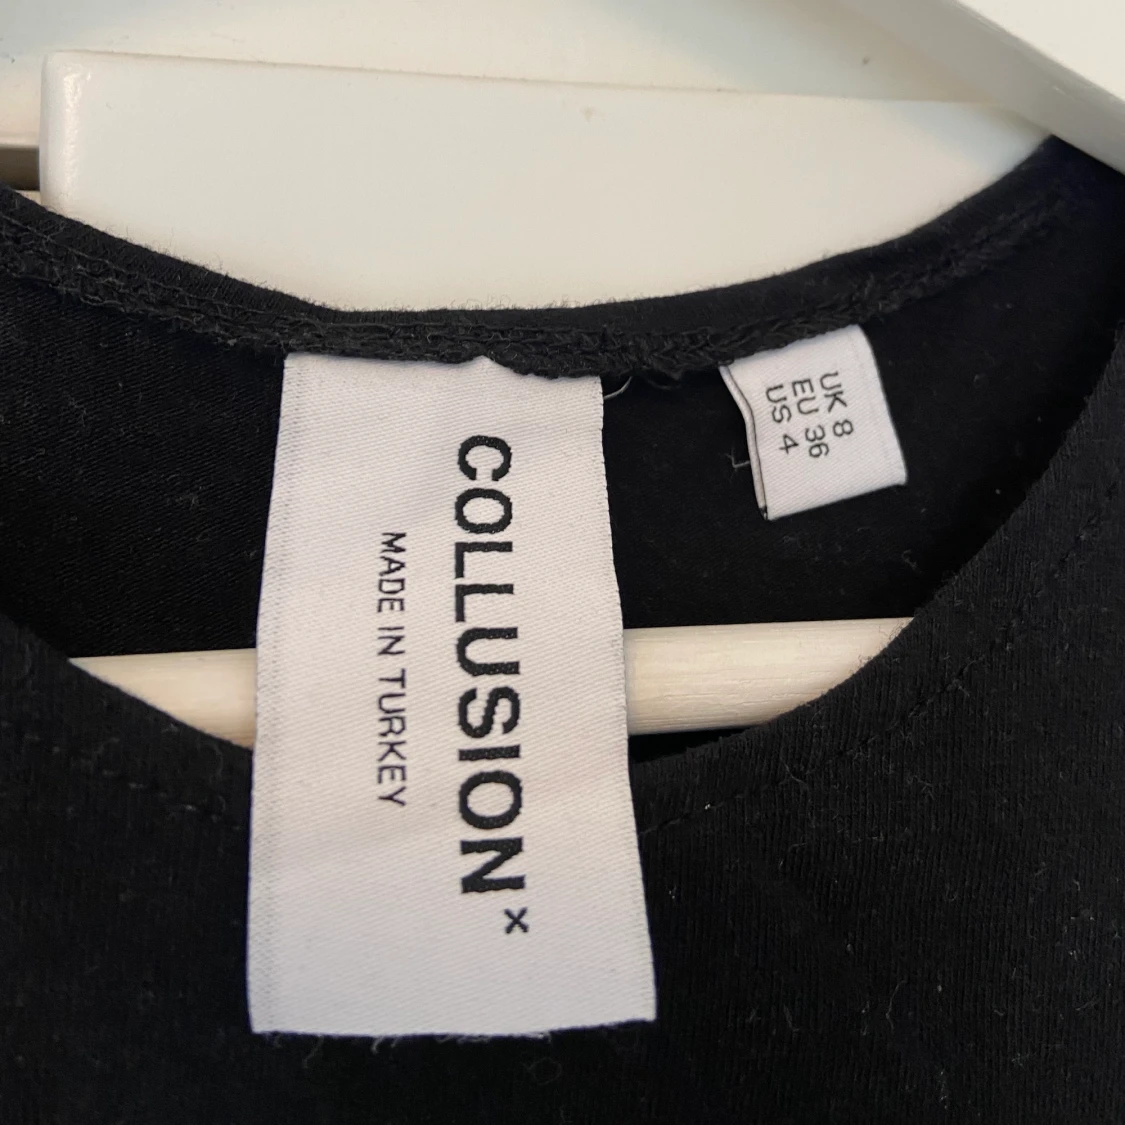 COLLUSION x
MADE IN TURKEY
UK 8
EU 36
US 4